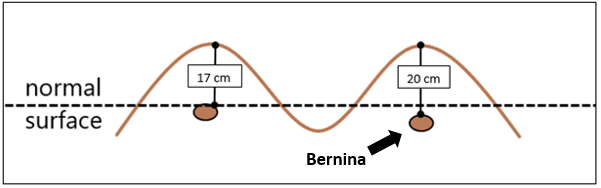 17 cm
20 cm
normal
surface
Bernina